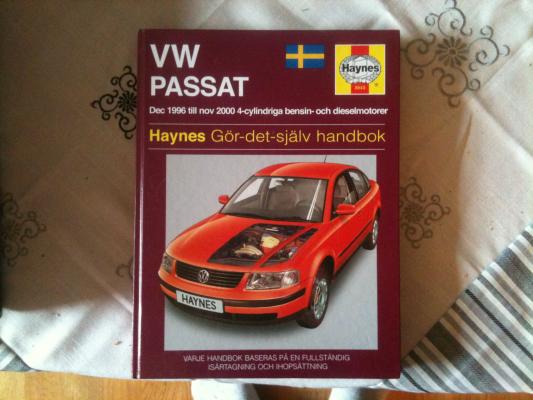 VW
PASSAT
Haynes
Dec 1996 till nov 2000 4-cylindriga bensin- och dieselmotorer
Haynes Gör-det-själv handbok
HAYNES
VARJE HANDBOK BASERAS PÅ EN FULLSTÄNDIG
ISÄRTAGNING OCH IHOPSÄTTNING